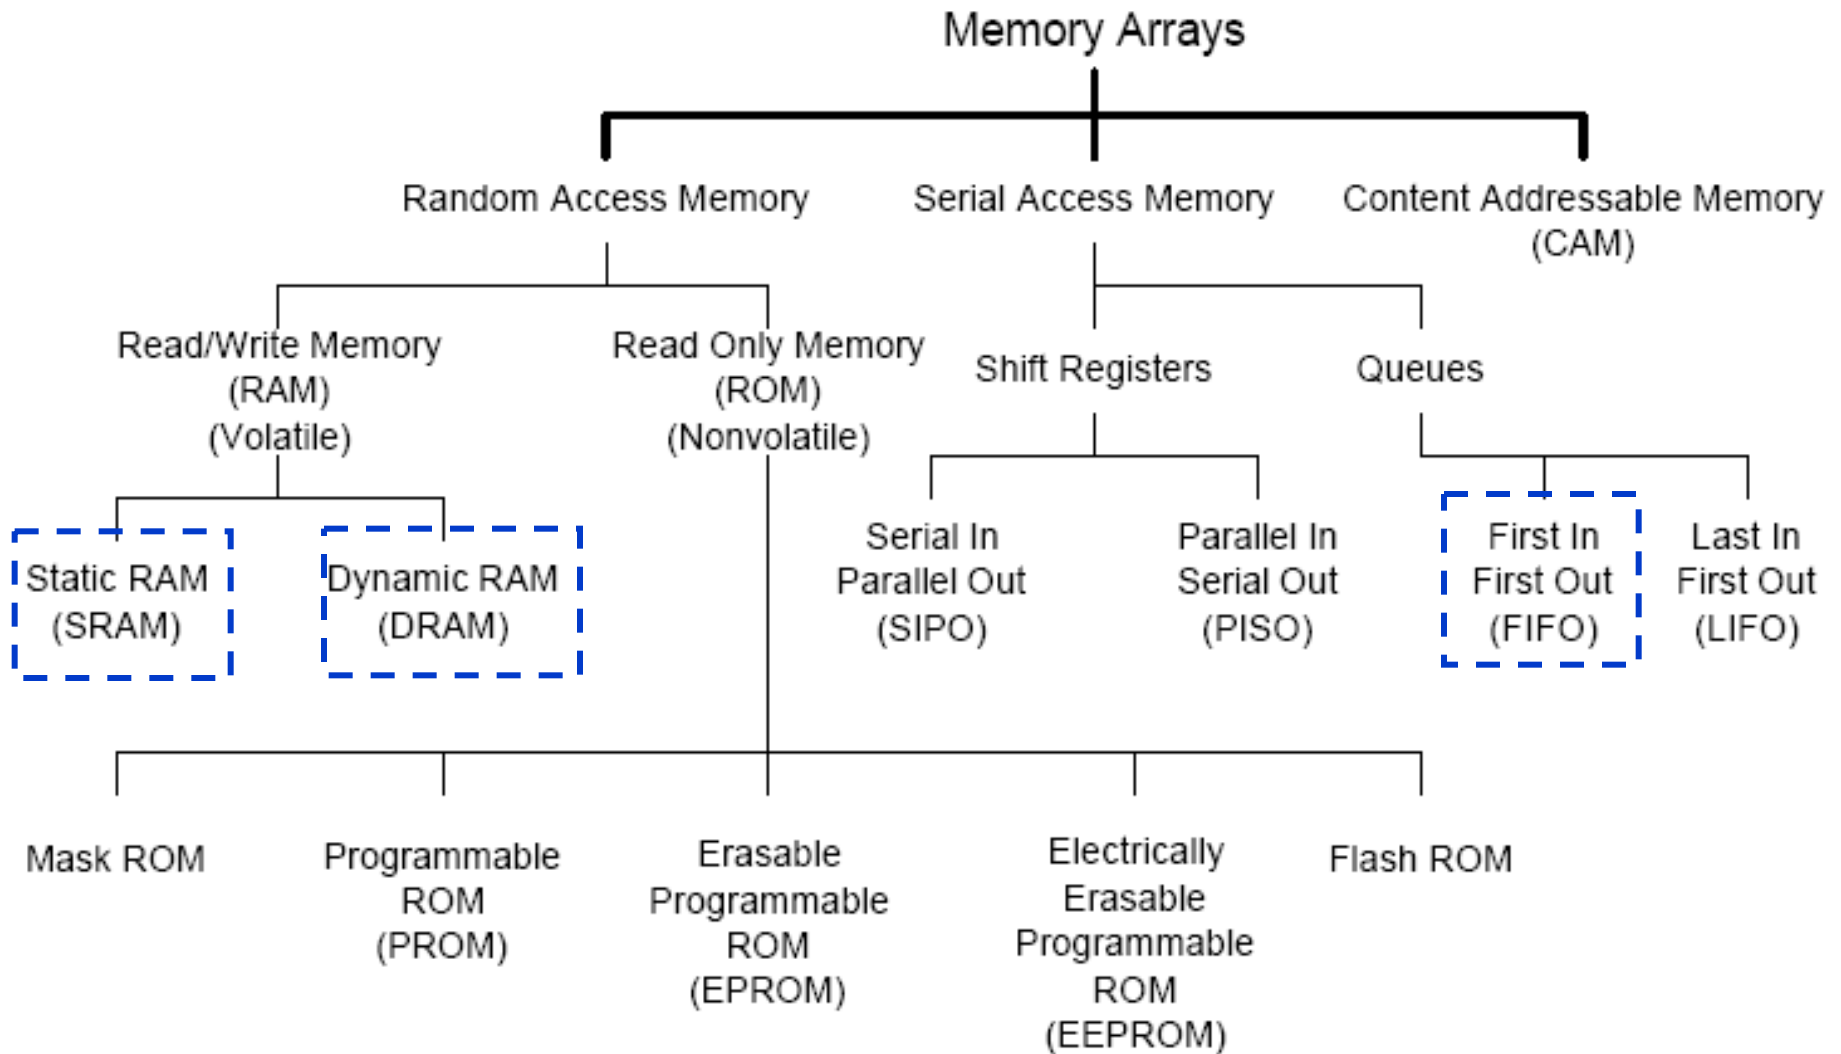 Memory Arrays
Random Access Memory
Serial Access Memory
Content Addressable Memory
(CAM)
Read/Write Memory
(RAM)
(Volatile)
Read Only Memory
(ROM)
(Nonvolatile)
Shift Registers
Queues
Static RAM
(SRAM)
Dynamic RAM
(DRAM)
Serial In
Parallel Out
(SIPO)
Parallel In
Serial Out
(PISO)
First In
First Out
(FIFO)
Last In
First Out
(LIFO)
Mask ROM
Programmable
ROM
(PROM)
Erasable
Programmable
ROM
(EPROM)
Electrically
Erasable
Programmable
ROM
(EEPROM)
Flash ROM